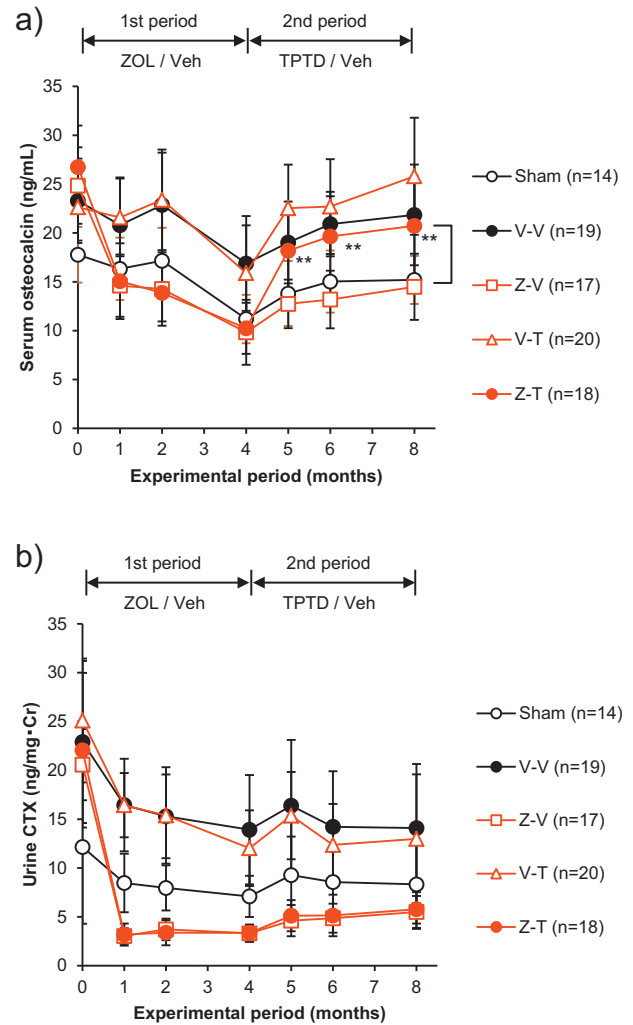 a)
1st period
2nd period
ZOL / Veh
TPTD / Veh
35
30
25
20
15
10
5
0
Serum osteocalcin (ng/mL)
**
**
**
0
1
2
3
4
5
6
7
8
Experimental period (months)
Sham (n=14)
V-V (n=19)
Z-V (n=17)
V-T (n=20)
Z-T (n=18)
b)
1st period
2nd period
ZOL / Veh
TPTD / Veh
35
30
25
20
15
10
5
0
Urine CTX (ng/mg・Cr)
0
1
2
3
4
5
6
7
8
Experimental period (months)
Sham (n=14)
V-V (n=19)
Z-V (n=17)
V-T (n=20)
Z-T (n=18)